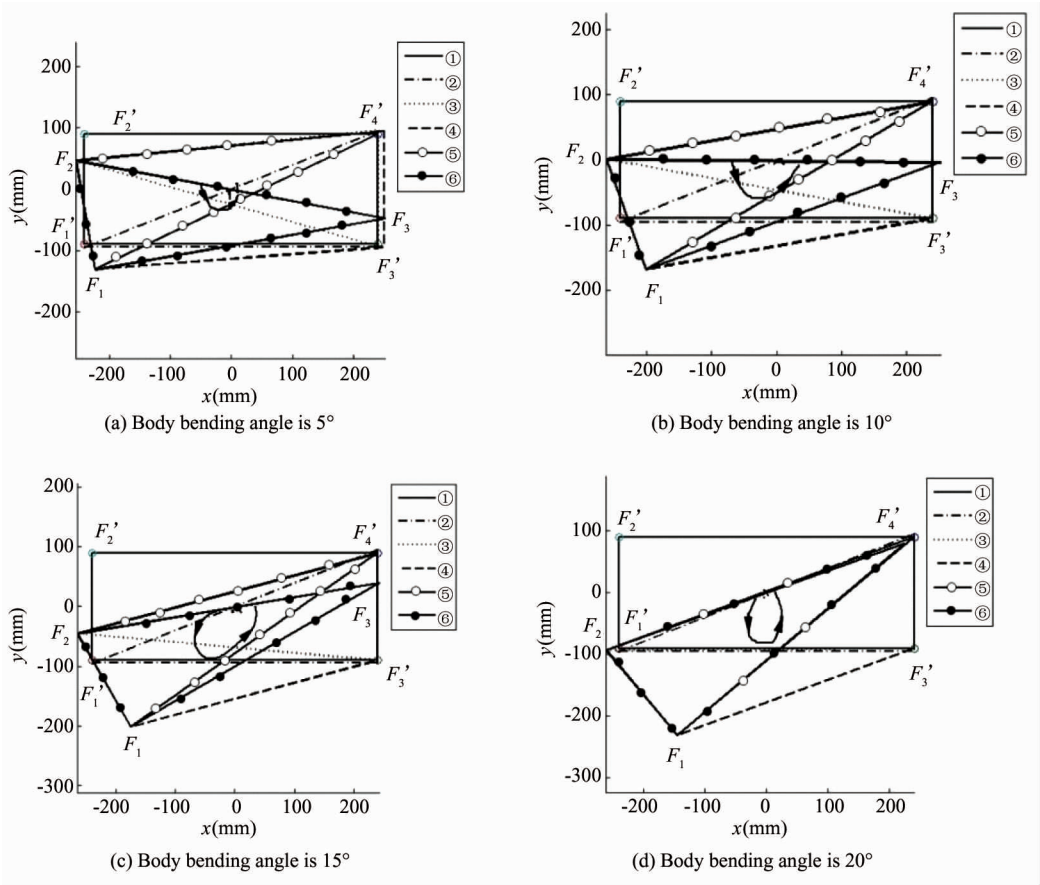 200
100
0
-100
-200
y(mm)
F2'
F4'
F2
F1'
F3
F3'
F1
①
②
③
④
⑤
⑥
-200 -100 0 100 200
x(mm)
(a) Body bending angle is 5°
200
100
0
-100
-200
y(mm)
F2'
F4'
F2
F3
F1'
F3'
F1
①
②
③
④
⑤
⑥
-200 -100 0 100 200
x(mm)
(b) Body bending angle is 10°
200
100
0
-100
-200
-300
y(mm)
F2'
F4'
F3
F2
F3'
F1'
F1
①
②
③
④
⑤
⑥
-200 -100 0 100 200
x(mm)
(c) Body bending angle is 15°
100
0
-100
-200
-300
y(mm)
F2'
F4'
F2
F1'
F3'
F1
①
②
③
④
⑤
⑥
-200 -100 0 100 200
x(mm)
(d) Body bending angle is 20°